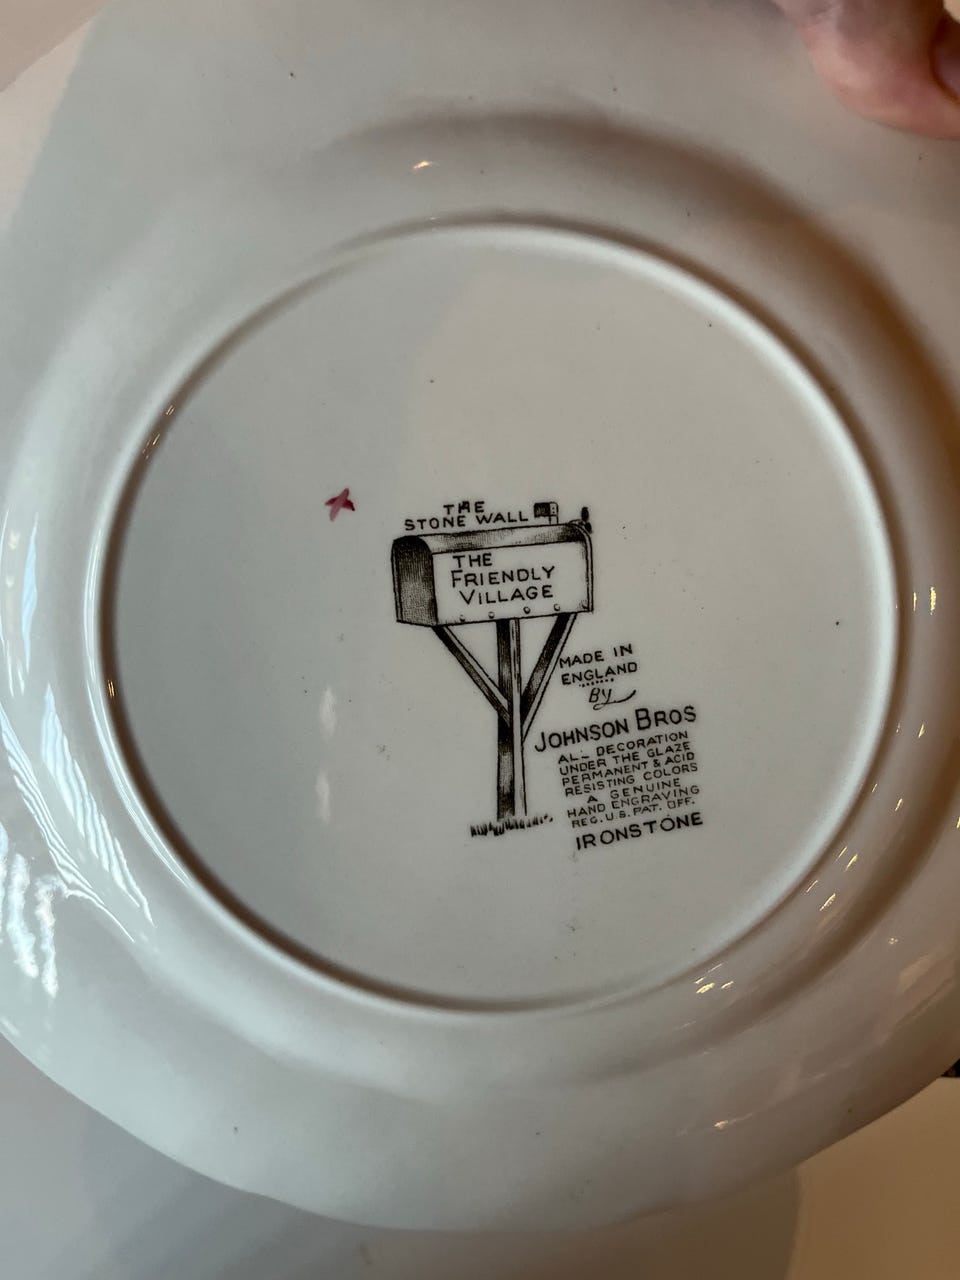 THE
STONE WALL
THE
FRIENDLY
VILLAGE
MADE IN
ENGLAND
By
JOHNSON BROS
ALL DECORATION
UNDER THE GLAZE
PERMANENT & ACID
RESISTING COLORS
A GENUINE
HAND ENGRAVING
REG. U.S. PAT. OFF.
IRONSTONE